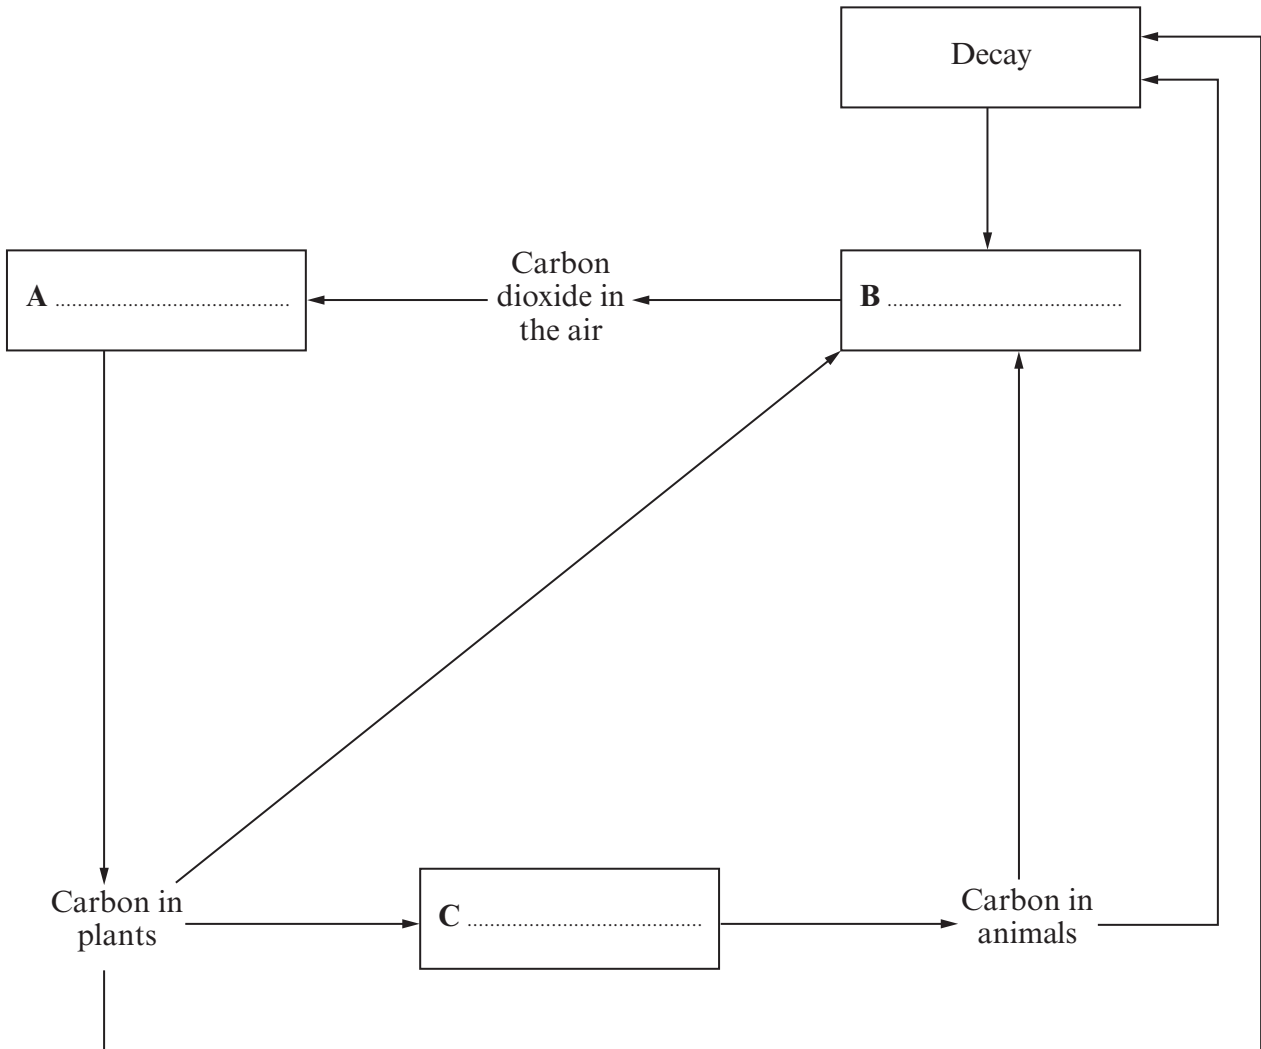 Decay
Carbon
dioxide in
the air
A ..........................................
B ..........................................
Carbon in
plants
C ..........................................
Carbon in
animals